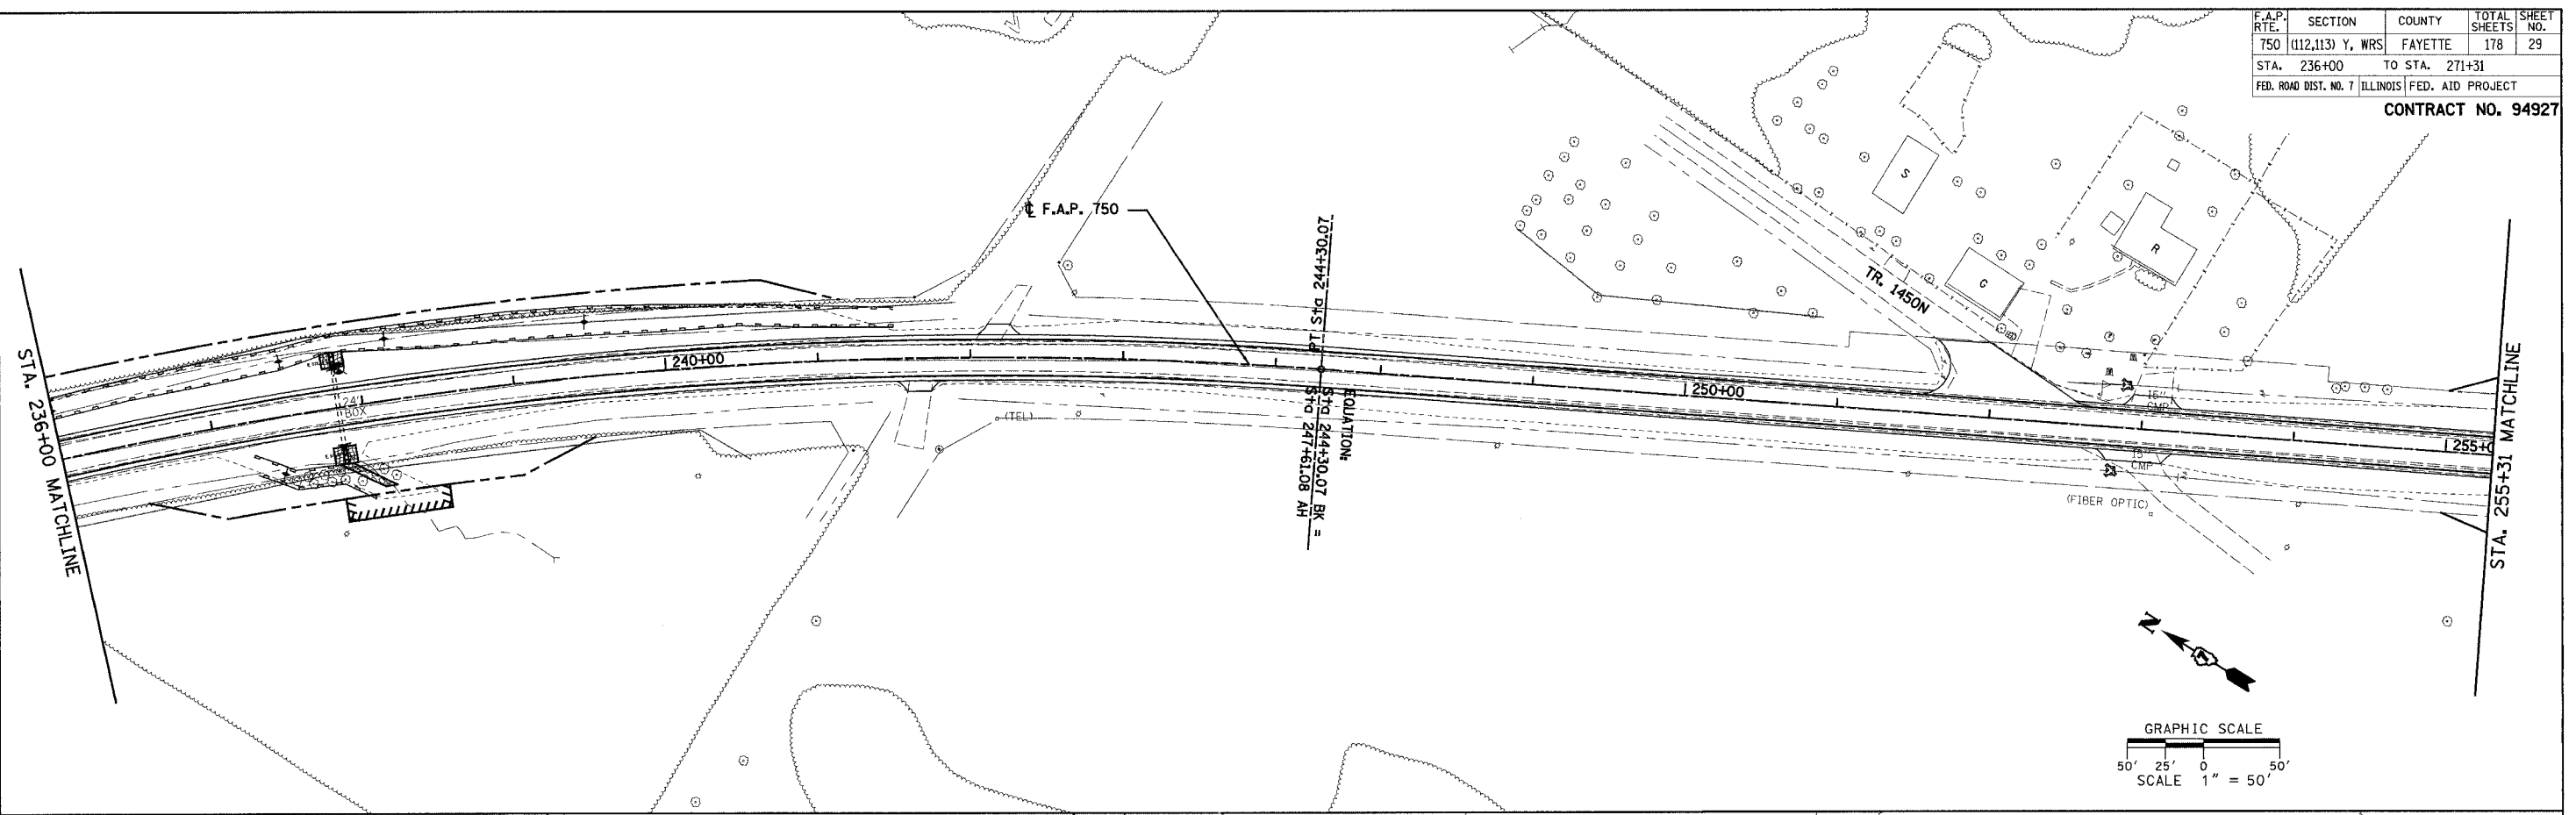 F.A.P. RTE. SECTION COUNTY TOTAL SHEETS SHEET NO.
750 (112,113) Y, WRS FAYETTE 178 29
STA. 236+00 TO STA. 271+31
FED. ROAD DIST. NO. 7 ILLINOIS FED. AID PROJECT
CONTRACT NO. 94927
℄ F.A.P. 750
PT Sta 244+30.07
EQUATION:
Sta 244+30.07 BK =
Sta 247+61.08 AH
TR. 1450N
S
G
R
STA. 236+00 MATCHLINE
24"
BOX
240+00
250+00
255+0
(TEL)
15"
CMP
15"
CMP
(FIBER OPTIC)
STA. 255+31 MATCHLINE
N
GRAPHIC SCALE
50' 25' 0 50'
SCALE 1" = 50'